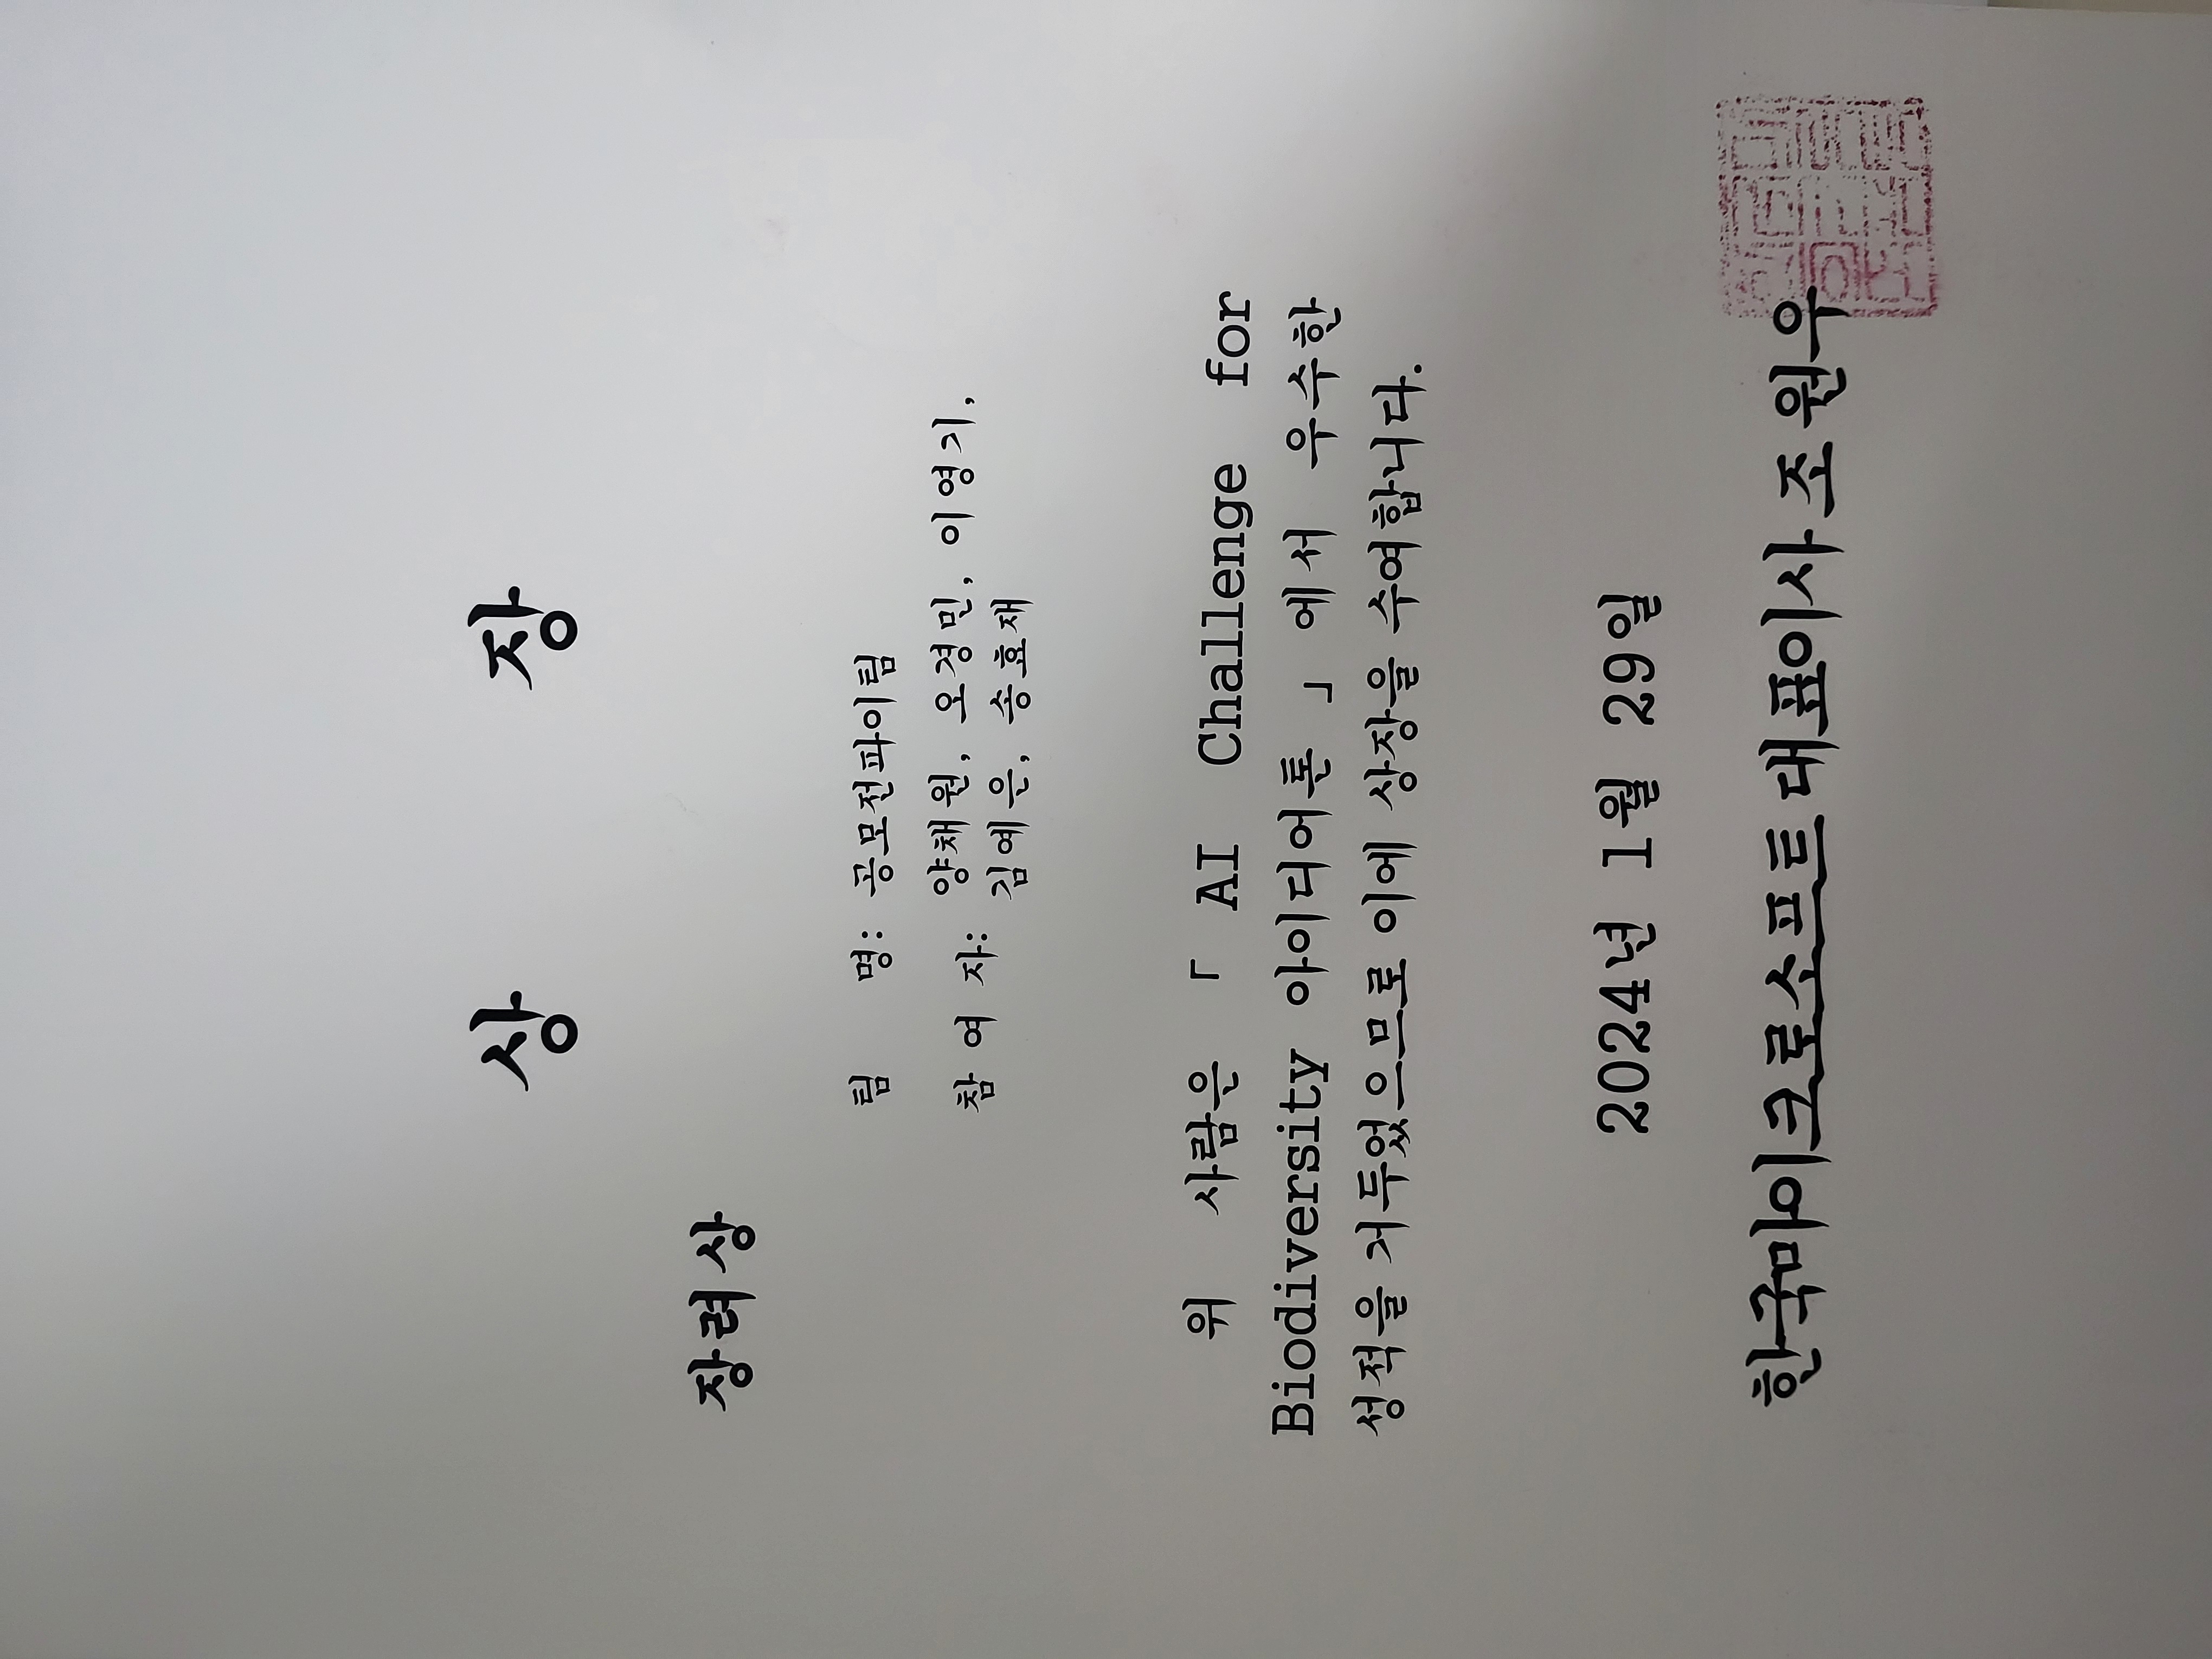 상 장
장려상
팀 명: 공모전파이팀
참 여 자: 양채원, 오경민, 이영기,
김예은, 송효재
위 사람은 「 AI Challenge for
Biodiversity 아이디어톤 」 에서 우수한
성적을 거두었으므로 이에 상장을 수여합니다.
2024년 1월 29일
한국마이크로소프트 대표이사 조 원우